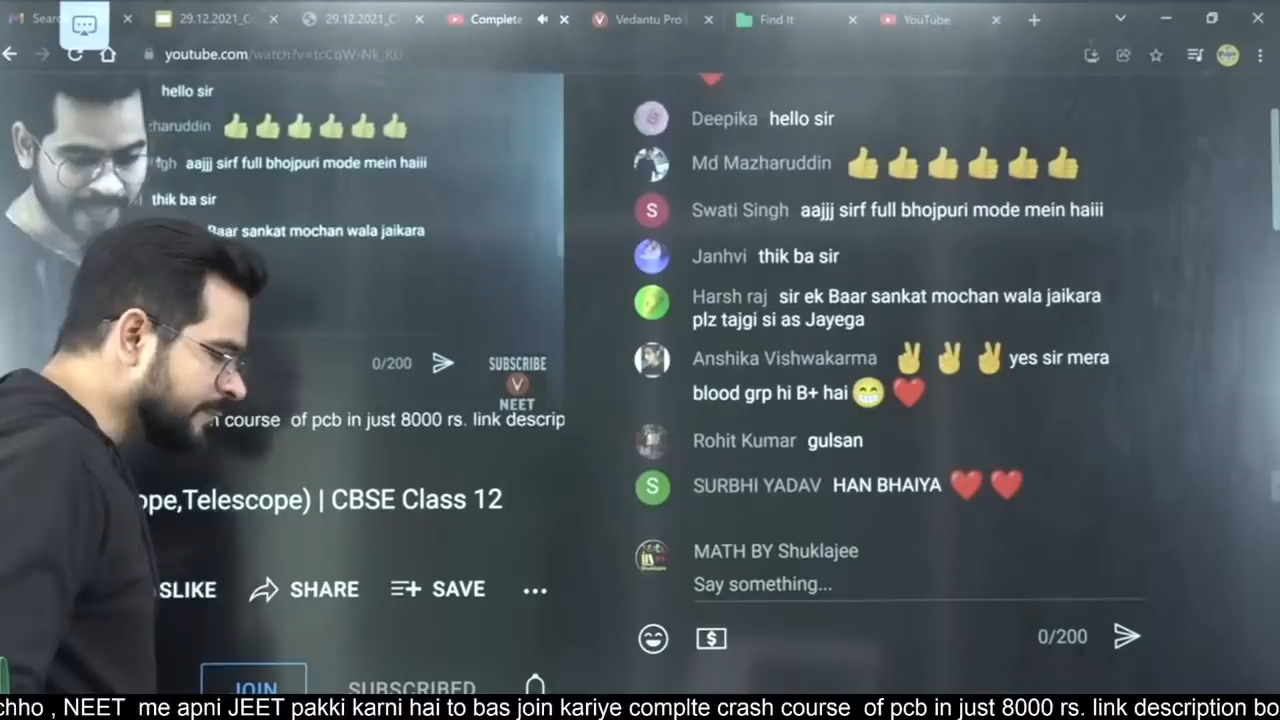 29.12.2021_C
29.12.2021_C
Complete
Vedantu Pro
Find It
YouTube
youtube.com/watch?v=tcCqW-Nk_RU
hello sir
zharuddin
aajjj sirf full bhojpuri mode mein haiii
thik ba sir
Baar sankat mochan wala jaikara
0/200
SUBSCRIBE
V
NEET
course of pcb in just 8000 rs. link descrip
ope,Telescope) | CBSE Class 12
SLIKE
SHARE
SAVE
JOIN
SUBSCRIBED
Deepika hello sir
Md Mazharuddin
S Swati Singh aajjj sirf full bhojpuri mode mein haiii
Janhvi thik ba sir
Harsh raj sir ek Baar sankat mochan wala jaikara
plz tajgi si as Jayega
Anshika Vishwakarma yes sir mera
blood grp hi B+ hai
Rohit Kumar gulsan
S SURBHI YADAV HAN BHAIYA
MATH BY Shuklajee
Say something...
0/200
chho , NEET me apni JEET pakki karni hai to bas join kariye complte crash course of pcb in just 8000 rs. link description bo